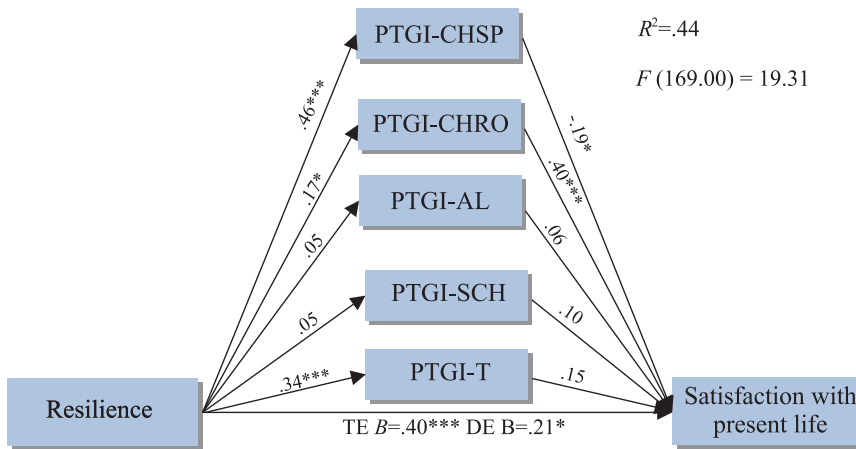 PTGI-CHSP
R²=.44
F (169.00) = 19.31
.46***
-.19*
PTGI-CHRO
.17*
.40***
PTGI-AL
.05
.06
PTGI-SCH
.05
.10
PTGI-T
.34***
.15
Resilience
TE B=.40*** DE B=.21*
Satisfaction with
present life